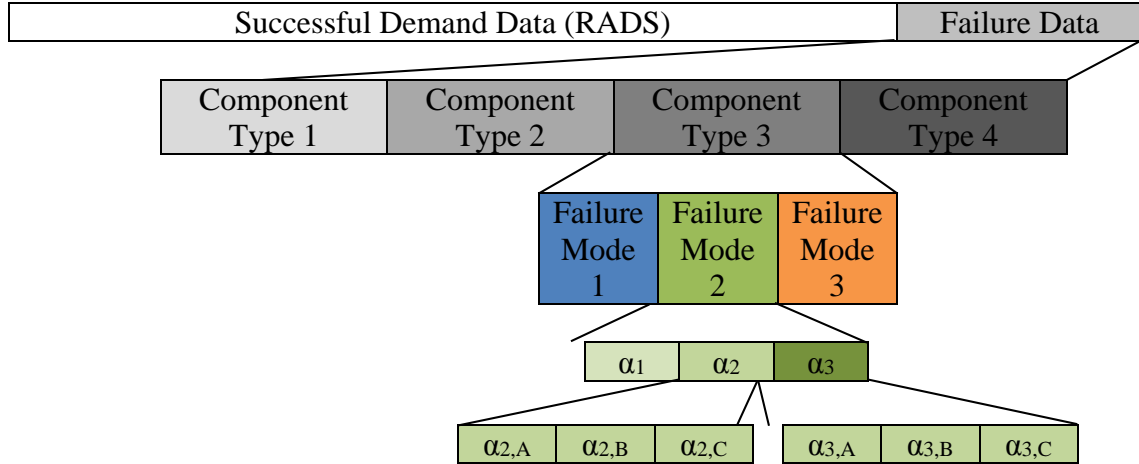 Successful Demand Data (RADS) Failure Data
Component Component Component Component
Type 1 Type 2 Type 3 Type 4
Failure Failure Failure
Mode Mode Mode
1 2 3
α1 α2 α3
α2,A α2,B α2,C α3,A α3,B α3,C